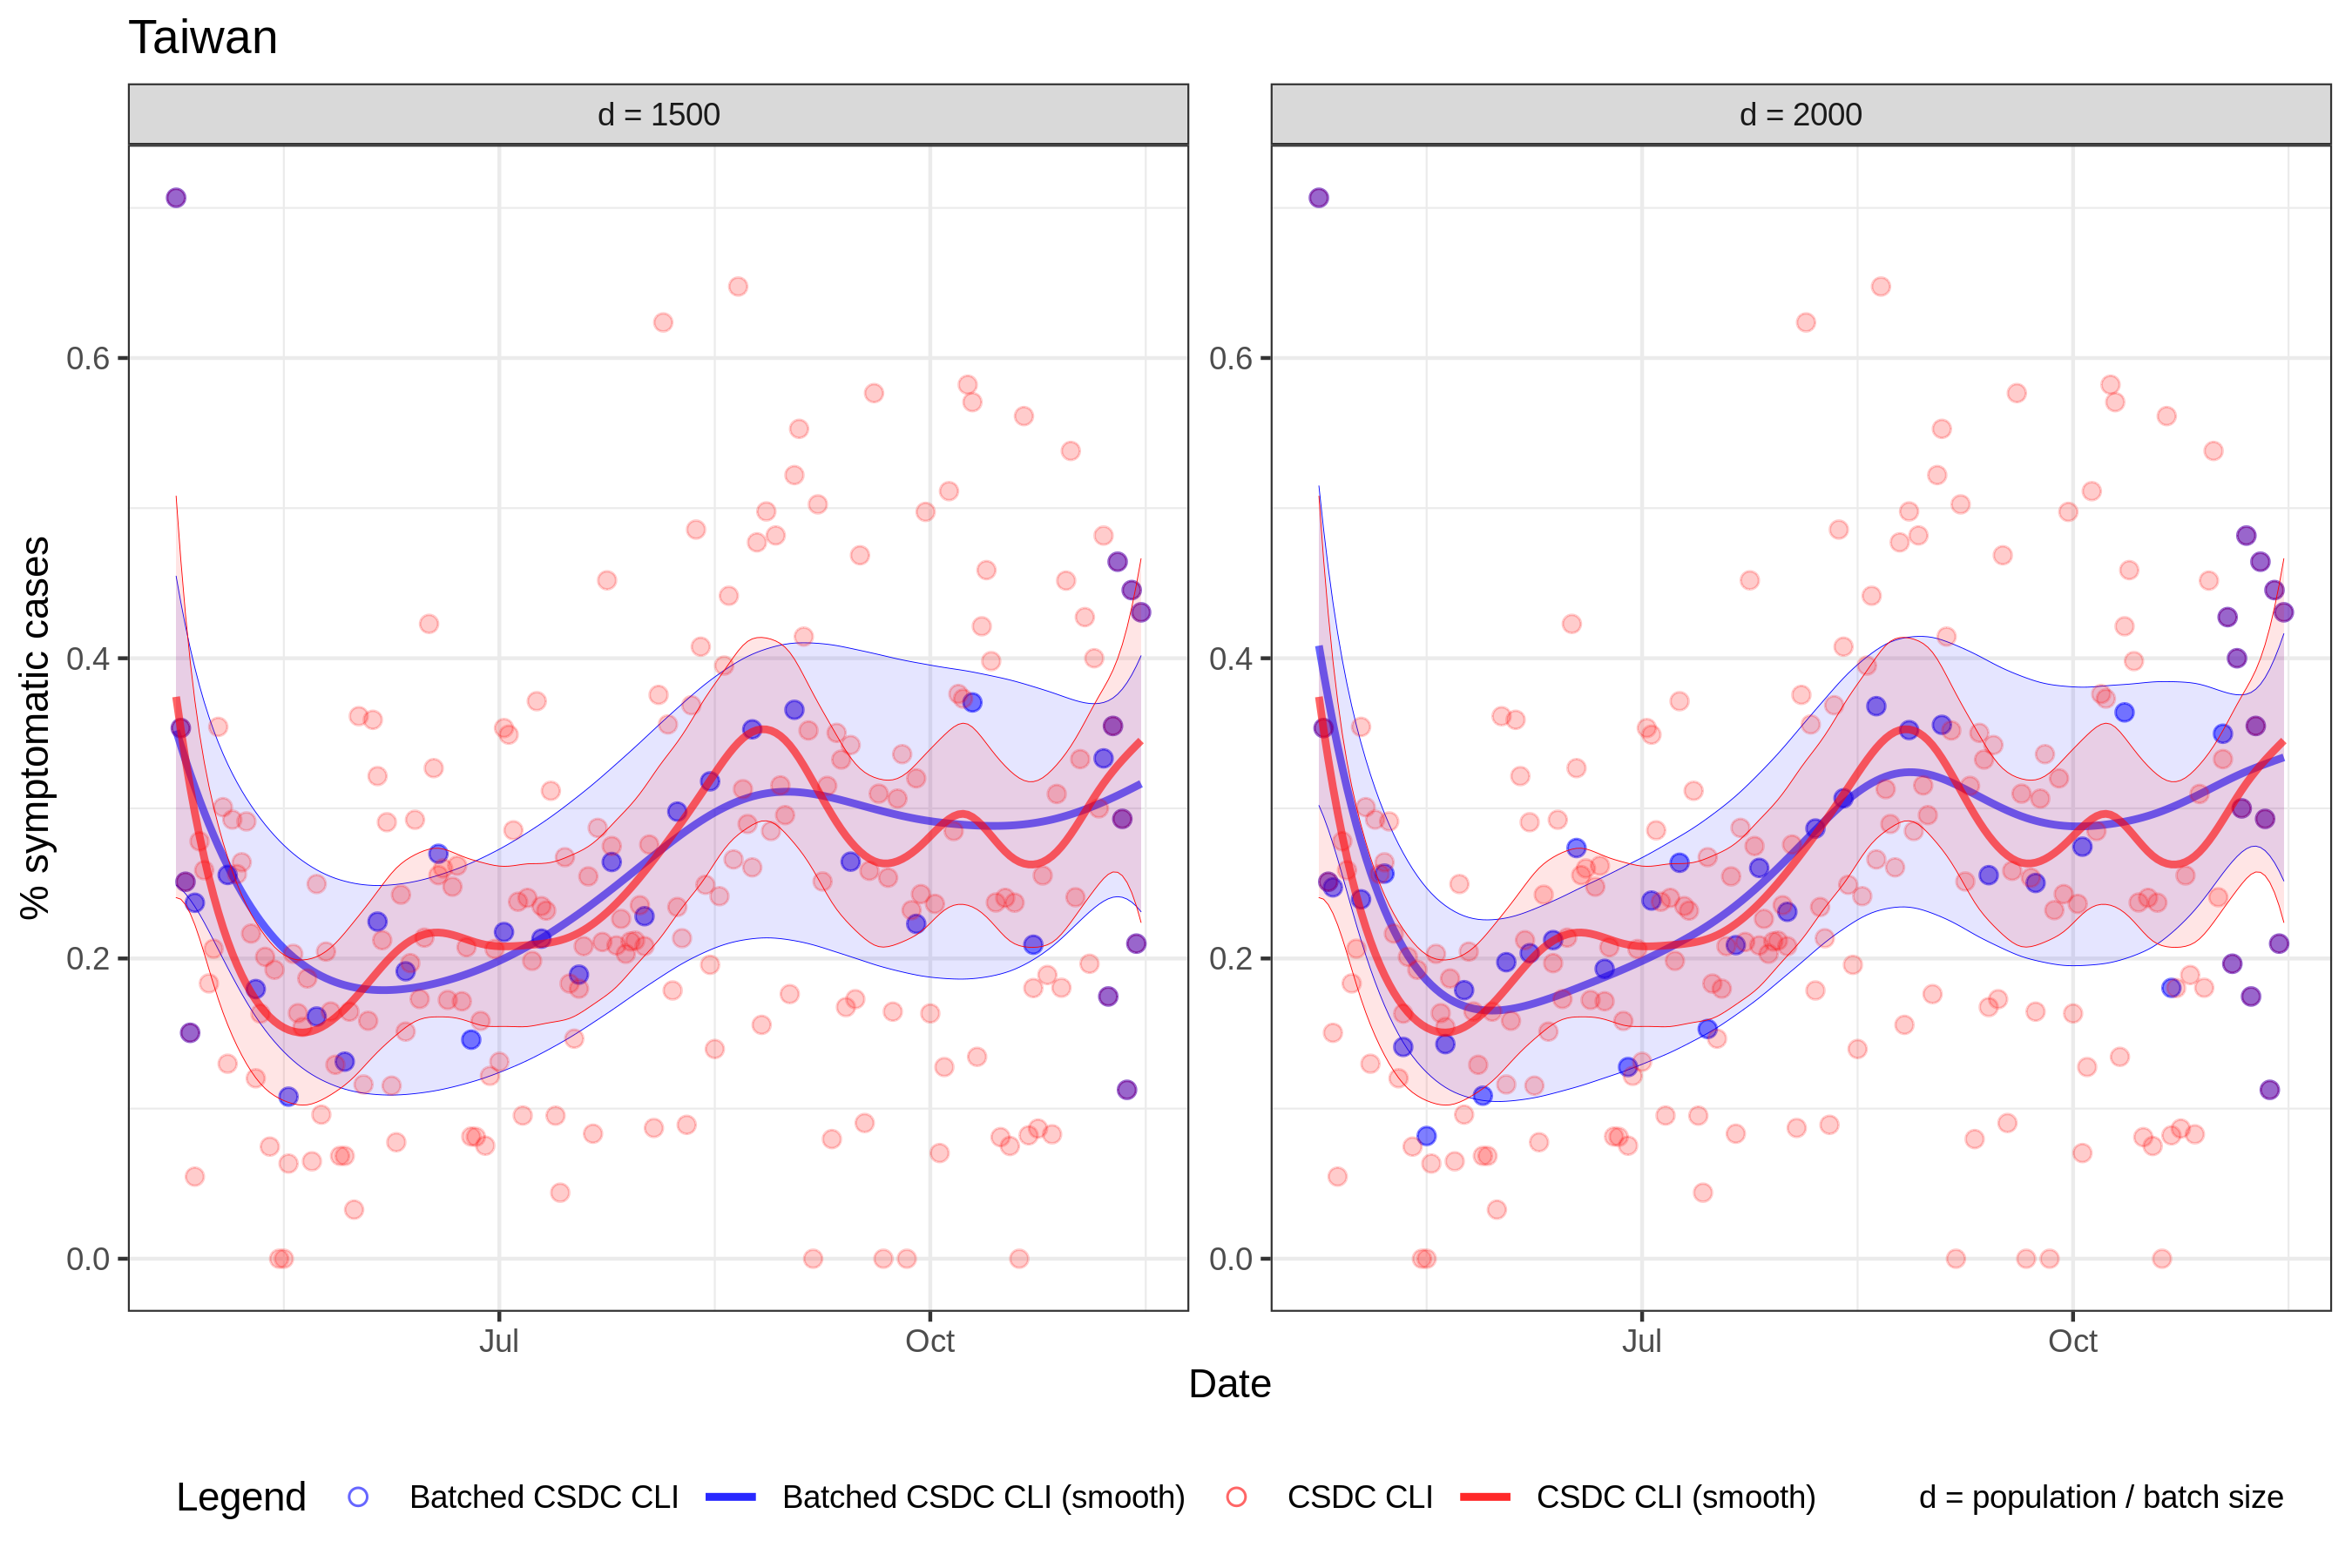 Taiwan
d = 1500
d = 2000
% symptomatic cases
0.6
0.4
0.2
0.0
0.6
0.4
0.2
0.0
Jul
Oct
Jul
Oct
Date
Legend Batched CSDC CLI Batched CSDC CLI (smooth) CSDC CLI CSDC CLI (smooth) d = population / batch size